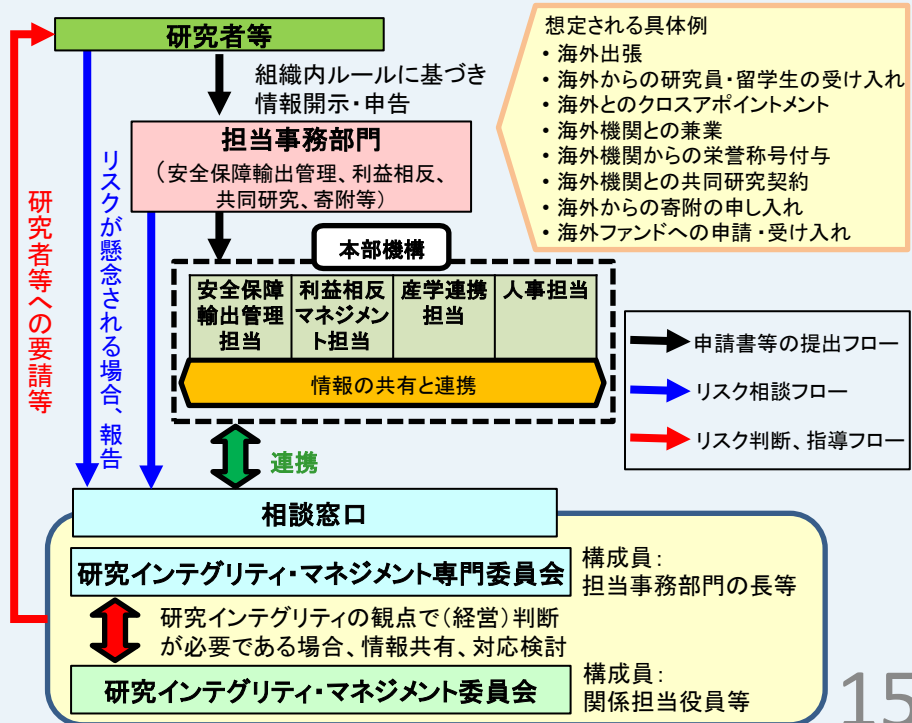 研究者等
組織内ルールに基づき
情報開示・申告
想定される具体例
・海外出張
・海外からの研究員・留学生の受け入れ
・海外とのクロスアポイントメント
・海外機関との兼業
・海外機関からの栄誉称号付与
・海外機関との共同研究契約
・海外からの寄附の申し入れ
・海外ファンドへの申請・受け入れ
担当事務部門
（安全保障輸出管理、利益相反、
共同研究、寄附等）
リスクが懸念される場合、報告
研究者等への要請等
本部機構
安全保障
輸出管理
担当
利益相反
マネジメン
ト担当
産学連携
担当
人事担当
情報の共有と連携
申請書等の提出フロー
リスク相談フロー
リスク判断、指導フロー
連携
相談窓口
研究インテグリティ・マネジメント専門委員会
構成員：
担当事務部門の長等
研究インテグリティの観点で（経営）判断
が必要である場合、情報共有、対応検討
研究インテグリティ・マネジメント委員会
構成員：
関係担当役員等
15